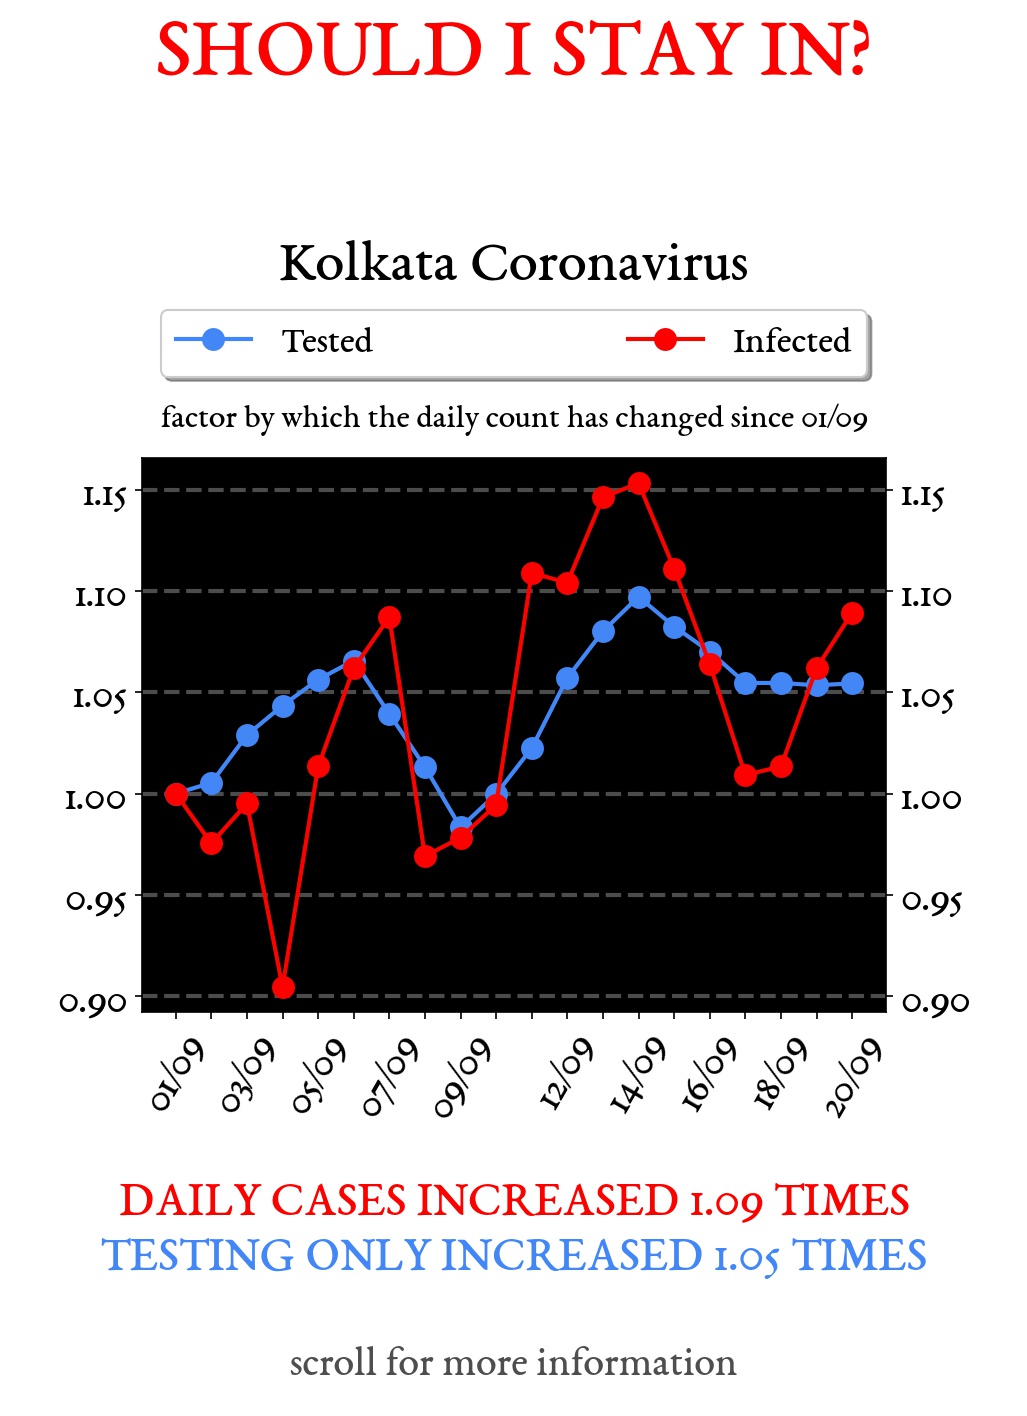 SHOULD I STAY IN?
Kolkata Coronavirus
Tested Infected
factor by which the daily count has changed since 01/09
1.15 1.15
1.10 1.10
1.05 1.05
1.00 1.00
0.95 0.95
0.90 0.90
01/09 03/09 05/09 07/09 09/09 12/09 14/09 16/09 18/09 20/09
DAILY CASES INCREASED 1.09 TIMES
TESTING ONLY INCREASED 1.05 TIMES
scroll for more information